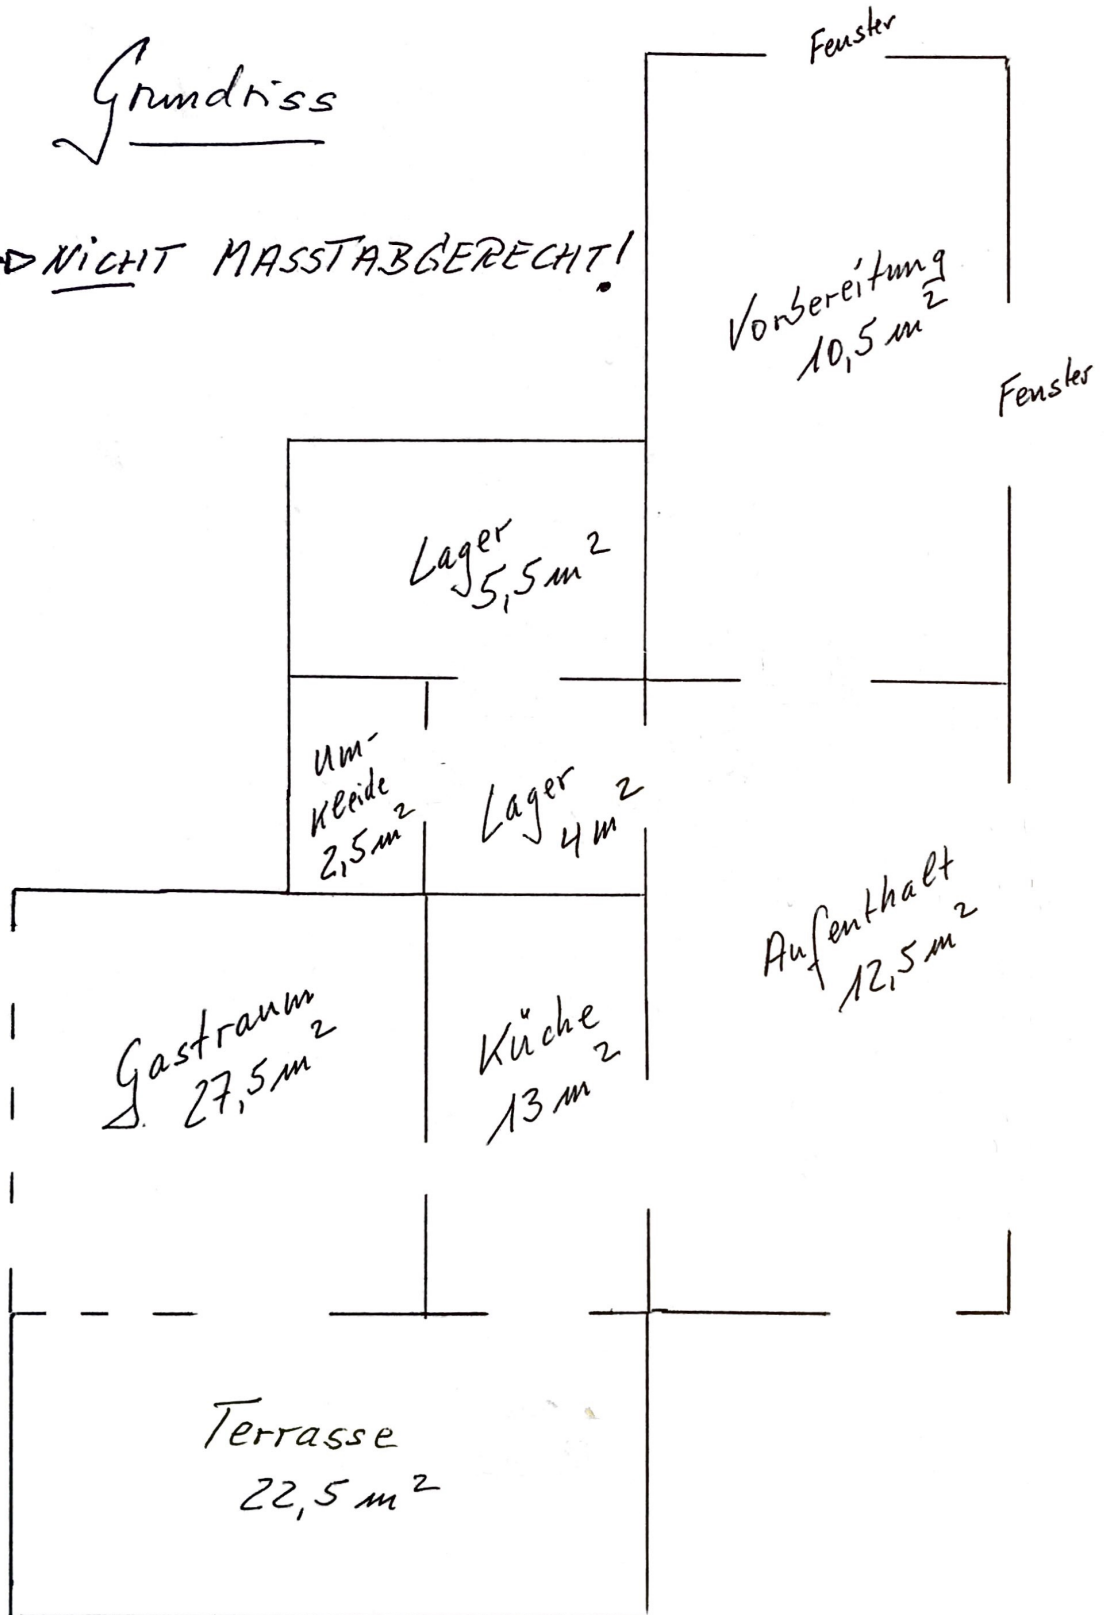 Grundriss
NiCHT MASSTABGERECHT!
Fenster
Vorbereitung
10,5 m²
Fenster
Lager
5,5 m²
Um-
kleide
2,5 m²
Lager
4 m²
Aufenthalt
12,5 m²
Gastraum
27,5 m²
Küche
13 m²
Terrasse
22,5 m²